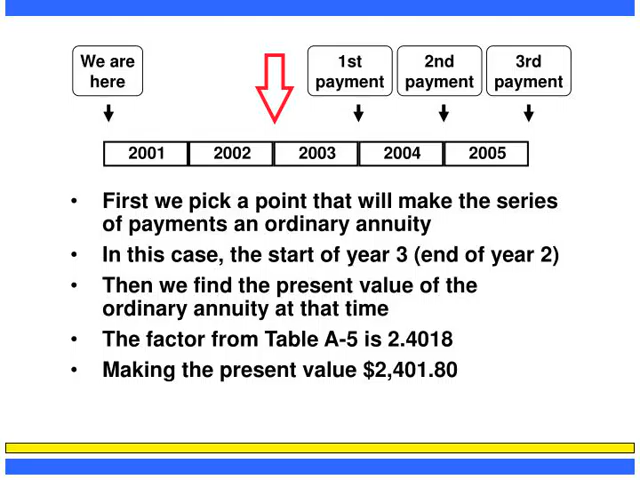 We are
here
1st
payment
2nd
payment
3rd
payment
2001 2002 2003 2004 2005
• First we pick a point that will make the series
of payments an ordinary annuity
• In this case, the start of year 3 (end of year 2)
• Then we find the present value of the
ordinary annuity at that time
• The factor from Table A-5 is 2.4018
• Making the present value $2,401.80